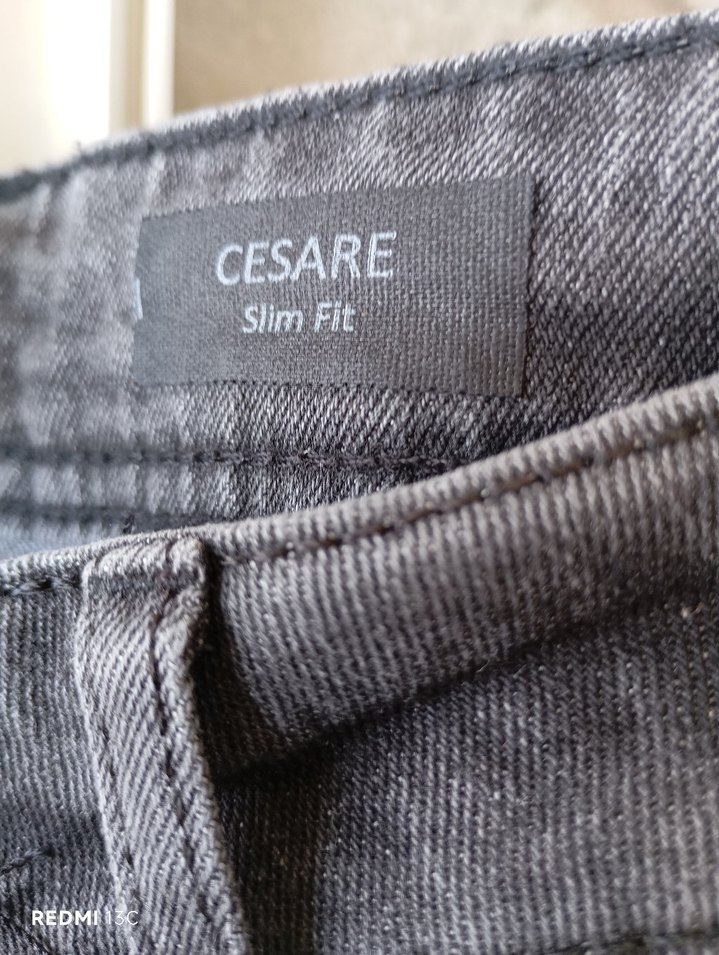 CESARE
Slim Fit
REDMI 13C